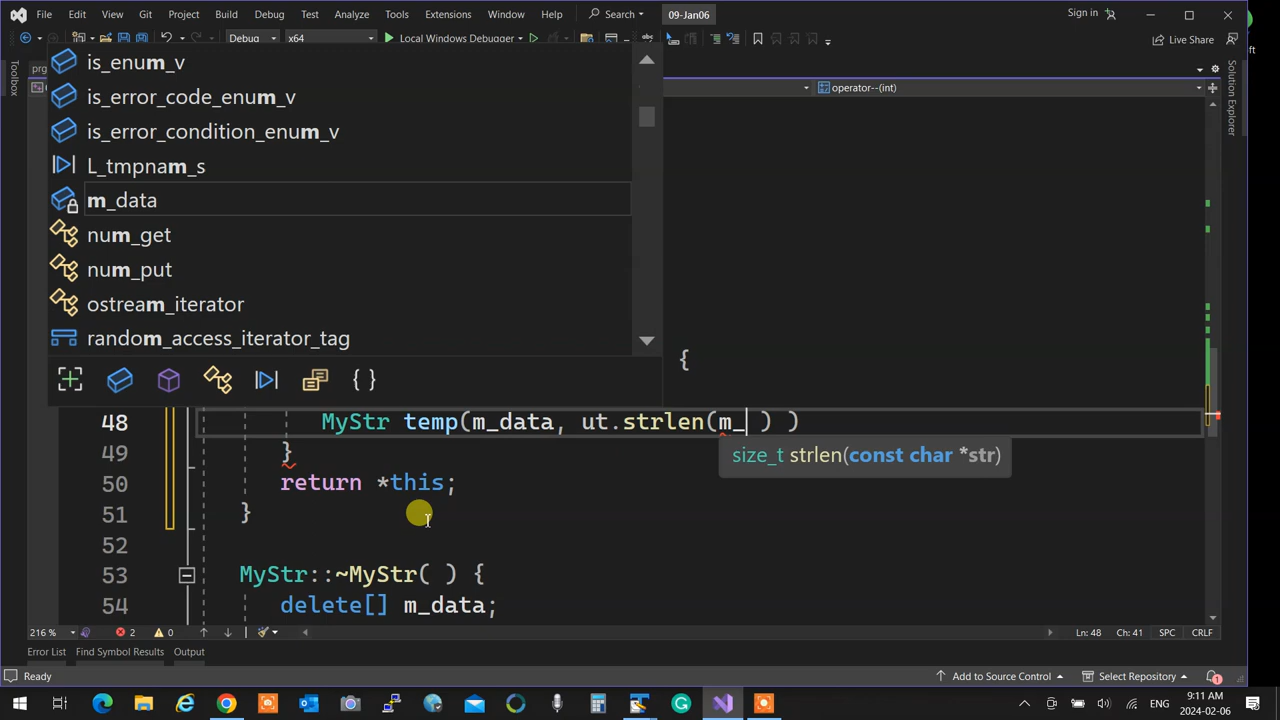 File Edit View Git Project Build Debug Test Analyze Tools Extensions Window Help Search 09-Jan06 Sign in
Debug x64 Local Windows Debugger Live Share
Toolbox
prg
operator--(int)
Solution Explorer
is_enum_v
is_error_code_enum_v
is_error_condition_enum_v
L_tmpnam_s
m_data
num_get
num_put
ostream_iterator
random_access_iterator_tag
{
48 MyStr temp(m_data, ut.strlen(m_ ) )
size_t strlen(const char *str)
49 }
50 return *this;
51 }
52
53 MyStr::~MyStr( ) {
54 delete[] m_data;
216 % 2 0 Ln: 48 Ch: 41 SPC CRLF
Error List Find Symbol Results Output
Ready Add to Source Control Select Repository 1
ENG 9:11 AM
2024-02-06